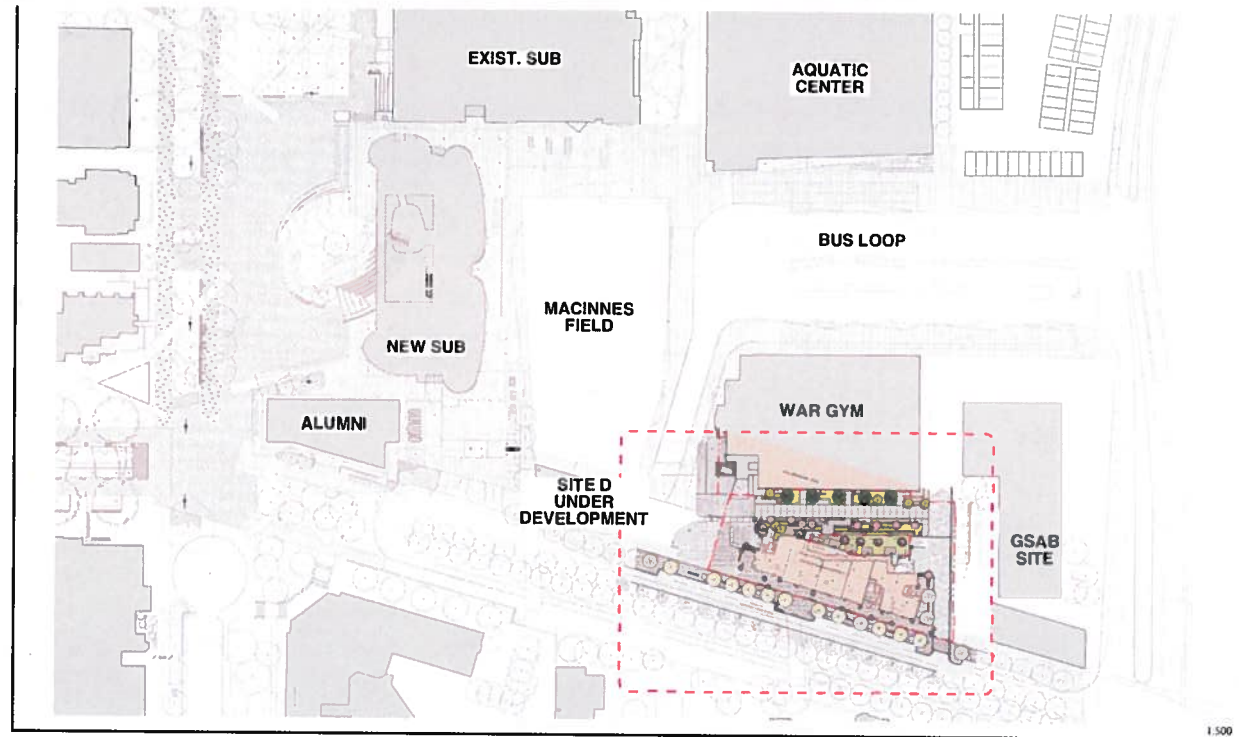 EXIST. SUB
AQUATIC
CENTER
BUS LOOP
MACINNES
FIELD
NEW SUB
WAR GYM
ALUMNI
SITE D
UNDER
DEVELOPMENT
GSAB
SITE
1:500